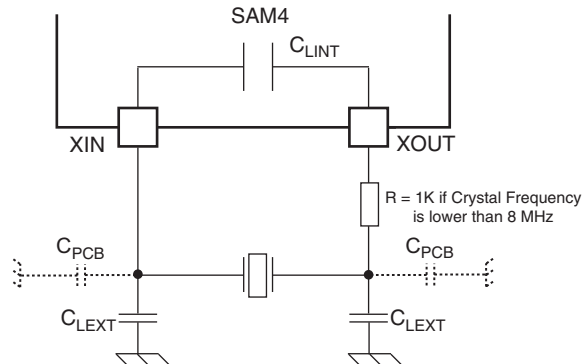 SAM4
CLINT
XIN
XOUT
R = 1K if Crystal Frequency
is lower than 8 MHz
CPCB
CPCB
CLEXT
CLEXT